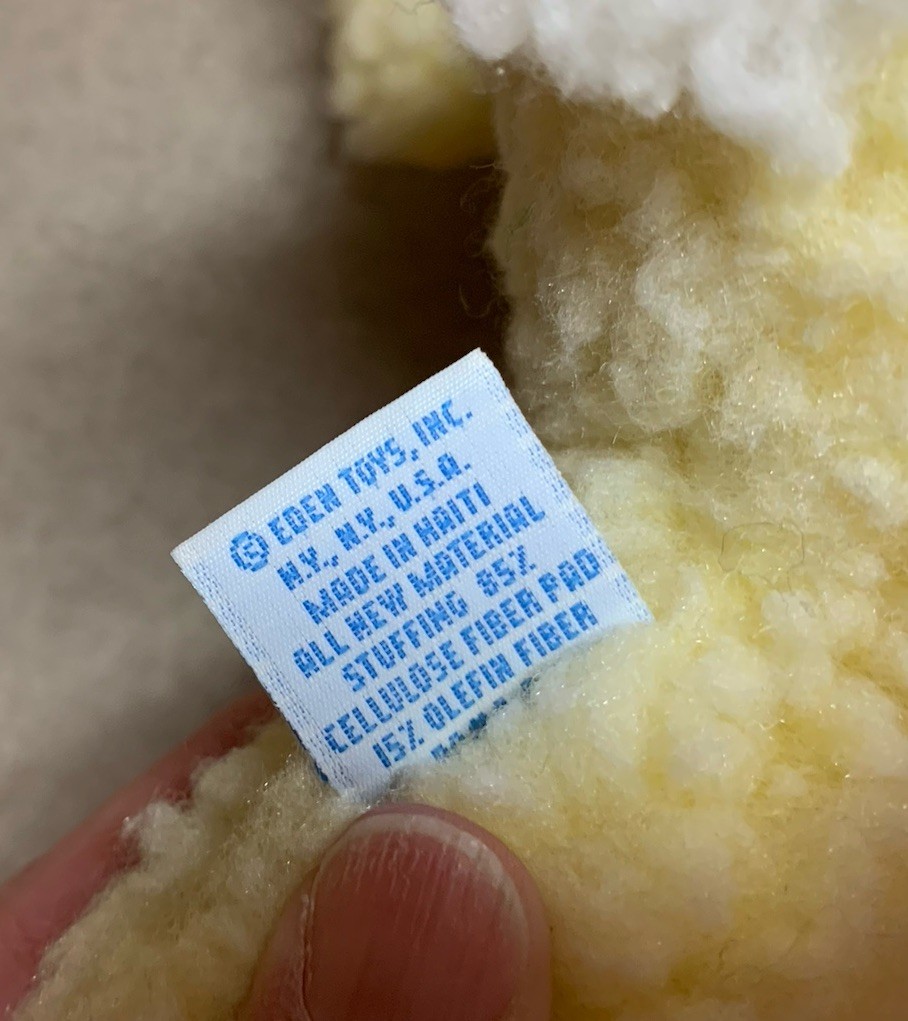 © EDEN TOYS, INC.
N.Y., N.Y., U.S.A.
MADE IN HAITI
ALL NEW MATERIAL
STUFFING 85%
CELLULOSE FIBER PAD
15% OLEFIN FIBER